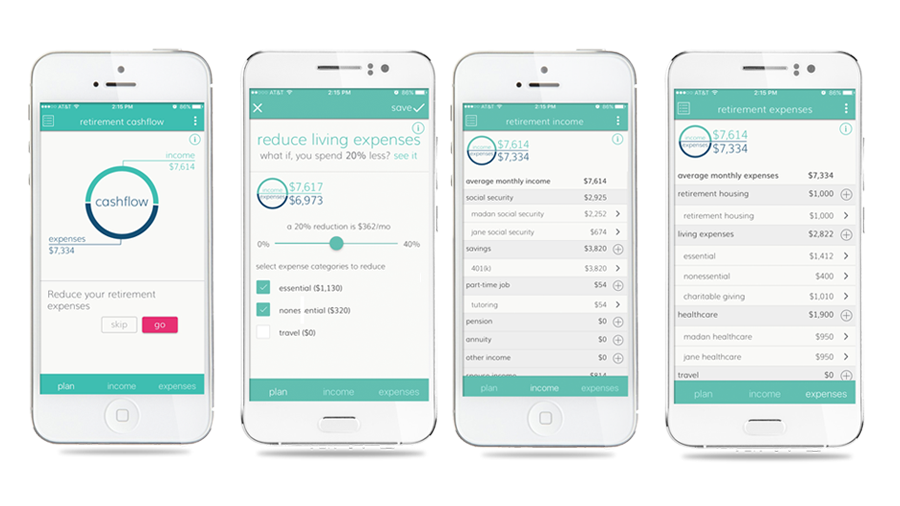 AT&T 2:15 PM 86%
retirement cashflow
income
$7,614
cashflow
expenses
$7,334
Reduce your retirement
expenses
skip go
plan income expenses
AT&T 2:15 PM 86%
save
reduce living expenses
what if, you spend 20% less? see it
income $7,617
expenses $6,973
a 20% reduction is $362/mo
0% 40%
select expense categories to reduce
essential ($1,130)
nonessential ($320)
travel ($0)
plan income expenses
AT&T 2:15 PM 86%
retirement income
income $7,614
expenses $7,334
average monthly income $7,614
social security $2,925
madan social security $2,252
jane social security $674
savings $3,820
401(k) $3,820
part-time job $54
tutoring $54
pension $0
annuity $0
other income $0
spouse income $814
plan income expenses
AT&T 2:15 PM 86%
retirement expenses
income $7,614
expenses $7,334
average monthly expenses $7,334
retirement housing $1,000
retirement housing $1,000
living expenses $2,822
essential $1,412
nonessential $400
charitable giving $1,010
healthcare $1,900
madan healthcare $950
jane healthcare $950
travel $0
plan income expenses